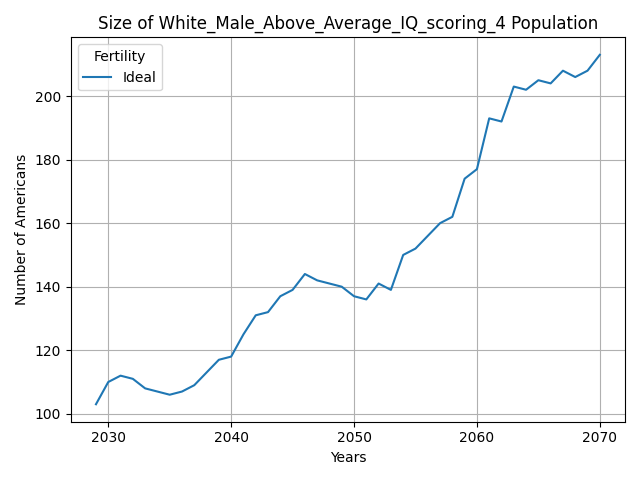 Size of White_Male_Above_Average_IQ_scoring_4 Population
Fertility
Ideal
Number of Americans
200
180
160
140
120
100
2030 2040 2050 2060 2070
Years